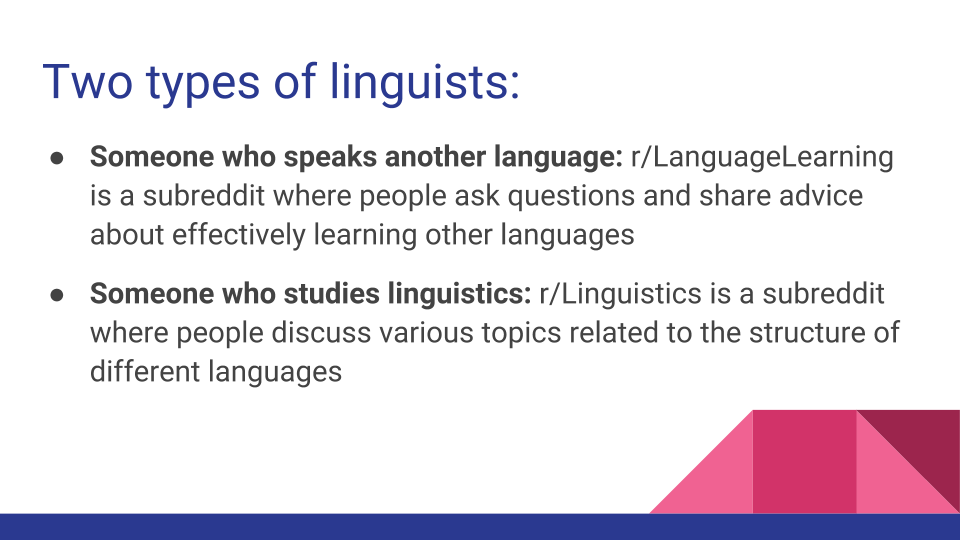 Two types of linguists:
● Someone who speaks another language: r/LanguageLearning
is a subreddit where people ask questions and share advice
about effectively learning other languages
● Someone who studies linguistics: r/Linguistics is a subreddit
where people discuss various topics related to the structure of
different languages